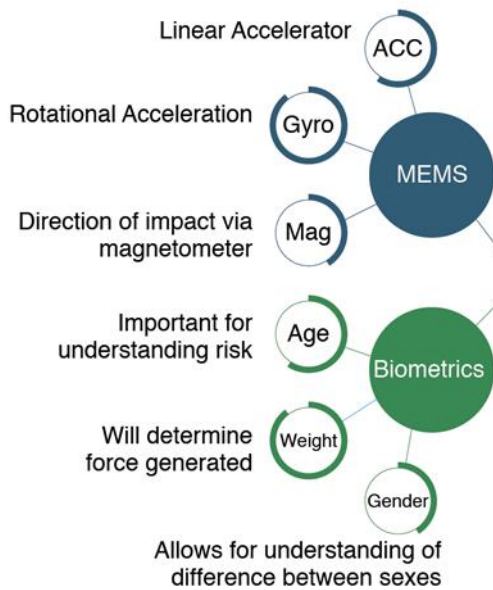 Linear Accelerator
ACC
Rotational Acceleration
Gyro
MEMS
Direction of impact via
magnetometer
Mag
Important for
understanding risk
Age
Biometrics
Will determine
force generated
Weight
Gender
Allows for understanding of
difference between sexes